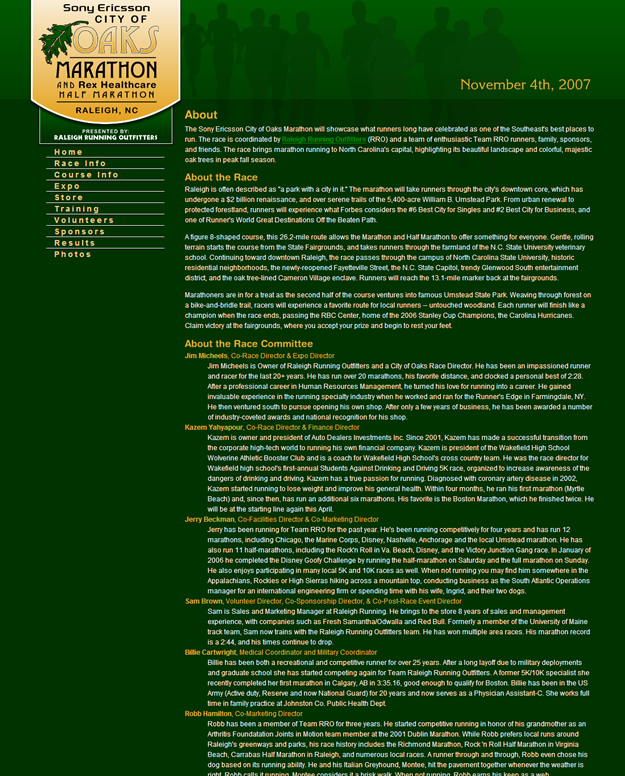 Sony Ericsson
CITY OF
OAKS
MARATHON
AND Rex Healthcare
HALF MARATHON
RALEIGH, NC
PRESENTED BY:
RALEIGH RUNNING OUTFITTERS
November 4th, 2007
Home
Race Info
Course Info
Expo
Store
Training
Volunteers
Sponsors
Results
Photos
About
The Sony Ericsson City of Oaks Marathon will showcase what runners long have celebrated as one of the Southeast's best places to
run. The race is coordinated by Raleigh Running Outfitters (RRO) and a team of enthusiastic Team RRO runners, family, sponsors,
and friends. The race brings marathon running to North Carolina's capital, highlighting its beautiful landscape and colorful, majestic
oak trees in peak fall season.
About the Race
Raleigh is often described as "a park with a city in it." The marathon will take runners through the city's downtown core, which has
undergone a $2 billion renaissance, and over serene trails of the 5,400-acre William B. Umstead Park. From urban renewal to
protected forestland, runners will experience what Forbes considers the #6 Best City for Singles and #2 Best City for Business, and
one of Runner's World Great Destinations Off the Beaten Path.
A figure 8-shaped course, this 26.2-mile route allows the Marathon and Half Marathon to offer something for everyone. Gentle, rolling
terrain starts the course from the State Fairgrounds, and takes runners through the farmland of the N.C. State University veterinary
school. Continuing toward downtown Raleigh, the race passes through the campus of North Carolina State University, historic
residential neighborhoods, the newly-reopened Fayetteville Street, the N.C. State Capitol, trendy Glenwood South entertainment
district, and the oak tree-lined Cameron Village enclave. Runners will reach the 13.1-mile marker back at the fairgrounds.
Marathoners are in for a treat as the second half of the course ventures into famous Umstead State Park. Weaving through forest on
a bike-and-bridle trail, racers will experience a favorite route for local runners – untouched woodland. Each runner will finish like a
champion when the race ends, passing the RBC Center, home of the 2006 Stanley Cup Champions, the Carolina Hurricanes.
Claim victory at the fairgrounds, where you accept your prize and begin to rest your feet.
About the Race Committee
Jim Micheels, Co-Race Director & Expo Director
Jim Micheels is Owner of Raleigh Running Outfitters and a City of Oaks Race Director. He has been an impassioned runner
and racer for the last 20+ years. He has run over 20 marathons, his favorite distance, and clocked a personal best of 2:28.
After a professional career in Human Resources Management, he turned his love for running into a career. He gained
invaluable experience in the running specialty industry when he worked and ran for the Runner's Edge in Farmingdale, NY.
He then ventured south to pursue opening his own shop. After only a few years of business, he has been awarded a number
of industry-coveted awards and national recognition for his shop.
Kazem Yahyapour, Co-Race Director & Finance Director
Kazem is owner and president of Auto Dealers Investments Inc. Since 2001, Kazem has made a successful transition from
the corporate high-tech world to running his own financial company. Kazem is president of the Wakefield High School
Wolverine Athletic Booster Club and is a coach for Wakefield High School's cross country team. He was the race director for
Wakefield high school's first-annual Students Against Drinking and Driving 5K race, organized to increase awareness of the
dangers of drinking and driving. Kazem has a true passion for running. Diagnosed with coronary artery disease in 2002,
Kazem started running to lose weight and improve his general health. Within four months, he ran his first marathon (Myrtle
Beach) and, since then, has run an additional six marathons. His favorite is the Boston Marathon, which he finished twice. He
will be at the starting line again this April.
Jerry Beckman, Co-Facilities Director & Co-Marketing Director
Jerry has been running for Team RRO for the past year. He's been running competitively for four years and has run 12
marathons, including Chicago, the Marine Corps, Disney, Nashville, Anchorage and the local Umstead marathon. He has
also run 11 half-marathons, including the Rock'n Roll in Va. Beach, Disney, and the Victory Junction Gang race. In January of
2006 he completed the Disney Goofy Challenge by running the half-marathon on Saturday and the full marathon on Sunday.
He also enjoys participating in many local 5K and 10K races as well. When not running you may find him somewhere in the
Appalachians, Rockies or High Sierras hiking across a mountain top, conducting business as the South Atlantic Operations
manager for an international engineering firm or spending time with his wife, Ingrid, and their two dogs.
Sam Brown, Volunteer Director, Co-Sponsorship Director, & Co-Post-Race Event Director
Sam is Sales and Marketing Manager at Raleigh Running. He brings to the store 8 years of sales and management
experience, with companies such as Fresh Samantha/Odwalla and Red Bull. Formerly a member of the University of Maine
track team, Sam now trains with the Raleigh Running Outfitters team. He has won multiple area races. His marathon record
is a 2:44, and his times continue to drop.
Billie Cartwright, Medical Coordinator and Military Coordinator
Billie has been both a recreational and competitive runner for over 25 years. After a long layoff due to military deployments
and graduate school she has started competing again for Team Raleigh Running Outfitters. A former 5K/10K specialist she
recently completed her first marathon in Calgary, AB in 3:35.16, good enough to qualify for Boston. Billie has been in the US
Army (Active duty, Reserve and now National Guard) for 20 years and now serves as a Physician Assistant-C. She works full
time in family practice at Johnston Co. Public Health Dept.
Robb Hamilton, Co-Marketing Director
Robb has been a member of Team RRO for three years. He started competitive running in honor of his grandmother as an
Arthritis Foundatation Joints in Motion team member at the 2001 Dublin Marathon. While Robb prefers local runs around
Raleigh's greenways and parks, his race history includes the Richmond Marathon, Rock 'n Roll Half Marathon in Virginia
Beach, Carrabas Half Marathon in Raleigh, and numerous local races. A runner through and through, Robb even chose his
dog based on its running ability. He and his Italian Greyhound, Monteo, hit the pavement together whenever the weather is
right. Robb calls it running, Monteo considers it a brisk walk. When not running, Robb earns his keep as a web